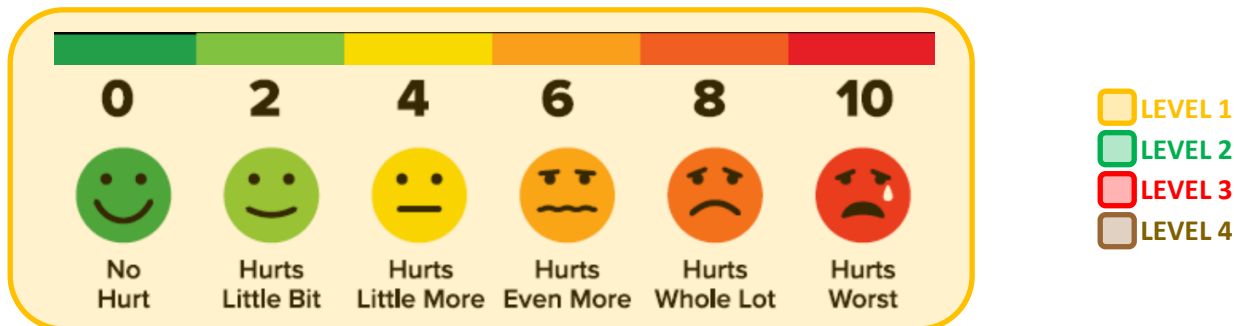 0 2 4 6 8 10
No Hurt
Hurts Little Bit
Hurts Little More
Hurts Even More
Hurts Whole Lot
Hurts Worst
LEVEL 1
LEVEL 2
LEVEL 3
LEVEL 4